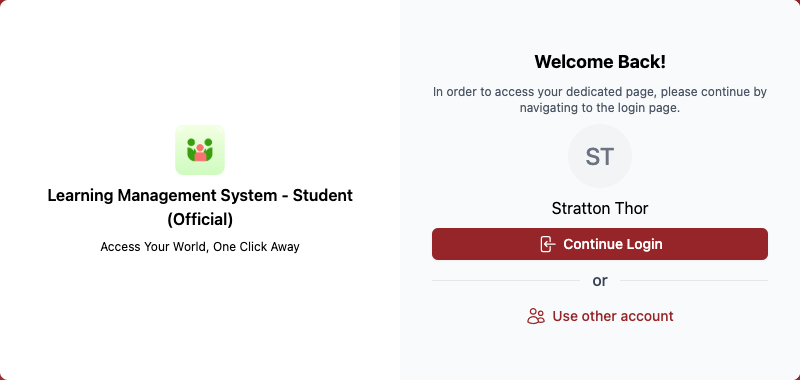 Learning Management System - Student
(Official)
Access Your World, One Click Away
Welcome Back!
In order to access your dedicated page, please continue by
navigating to the login page.
ST
Stratton Thor
Continue Login
or
Use other account